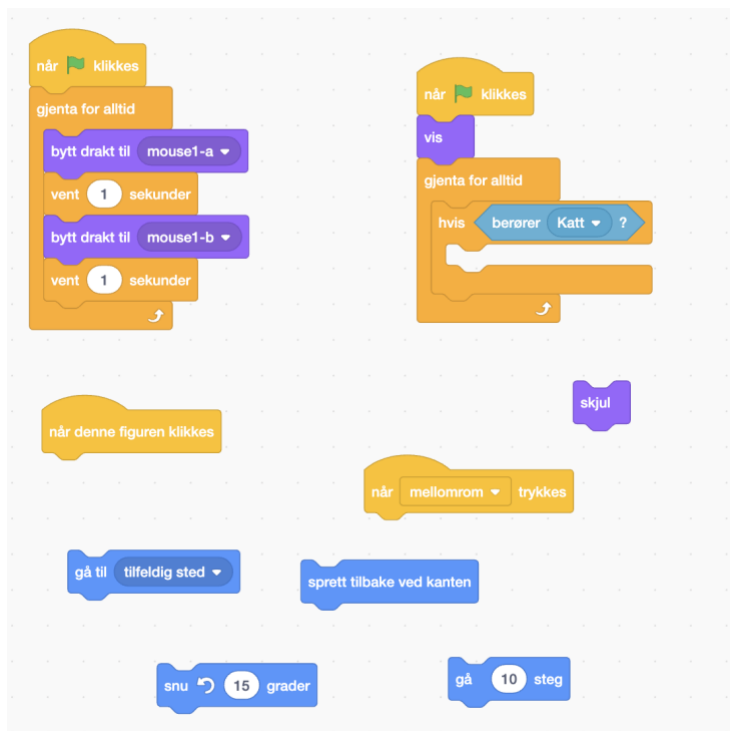 når klikkes
gjenta for alltid
bytt drakt til mouse1-a
vent 1 sekunder
bytt drakt til mouse1-b
vent 1 sekunder
når klikkes
vis
gjenta for alltid
hvis berører Katt ?
skjul
når denne figuren klikkes
når mellomrom trykkes
gå til tilfeldig sted
sprett tilbake ved kanten
snu 15 grader
gå 10 steg